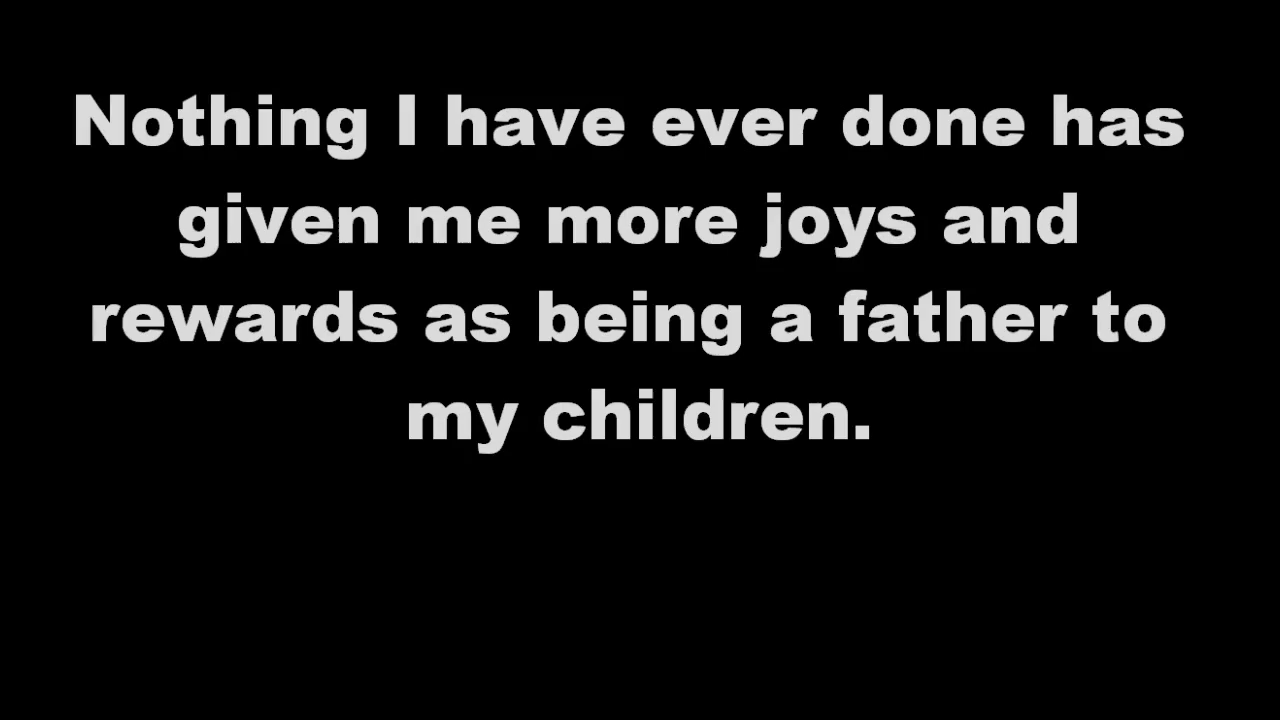 Nothing I have ever done has
given me more joys and
rewards as being a father to
my children.